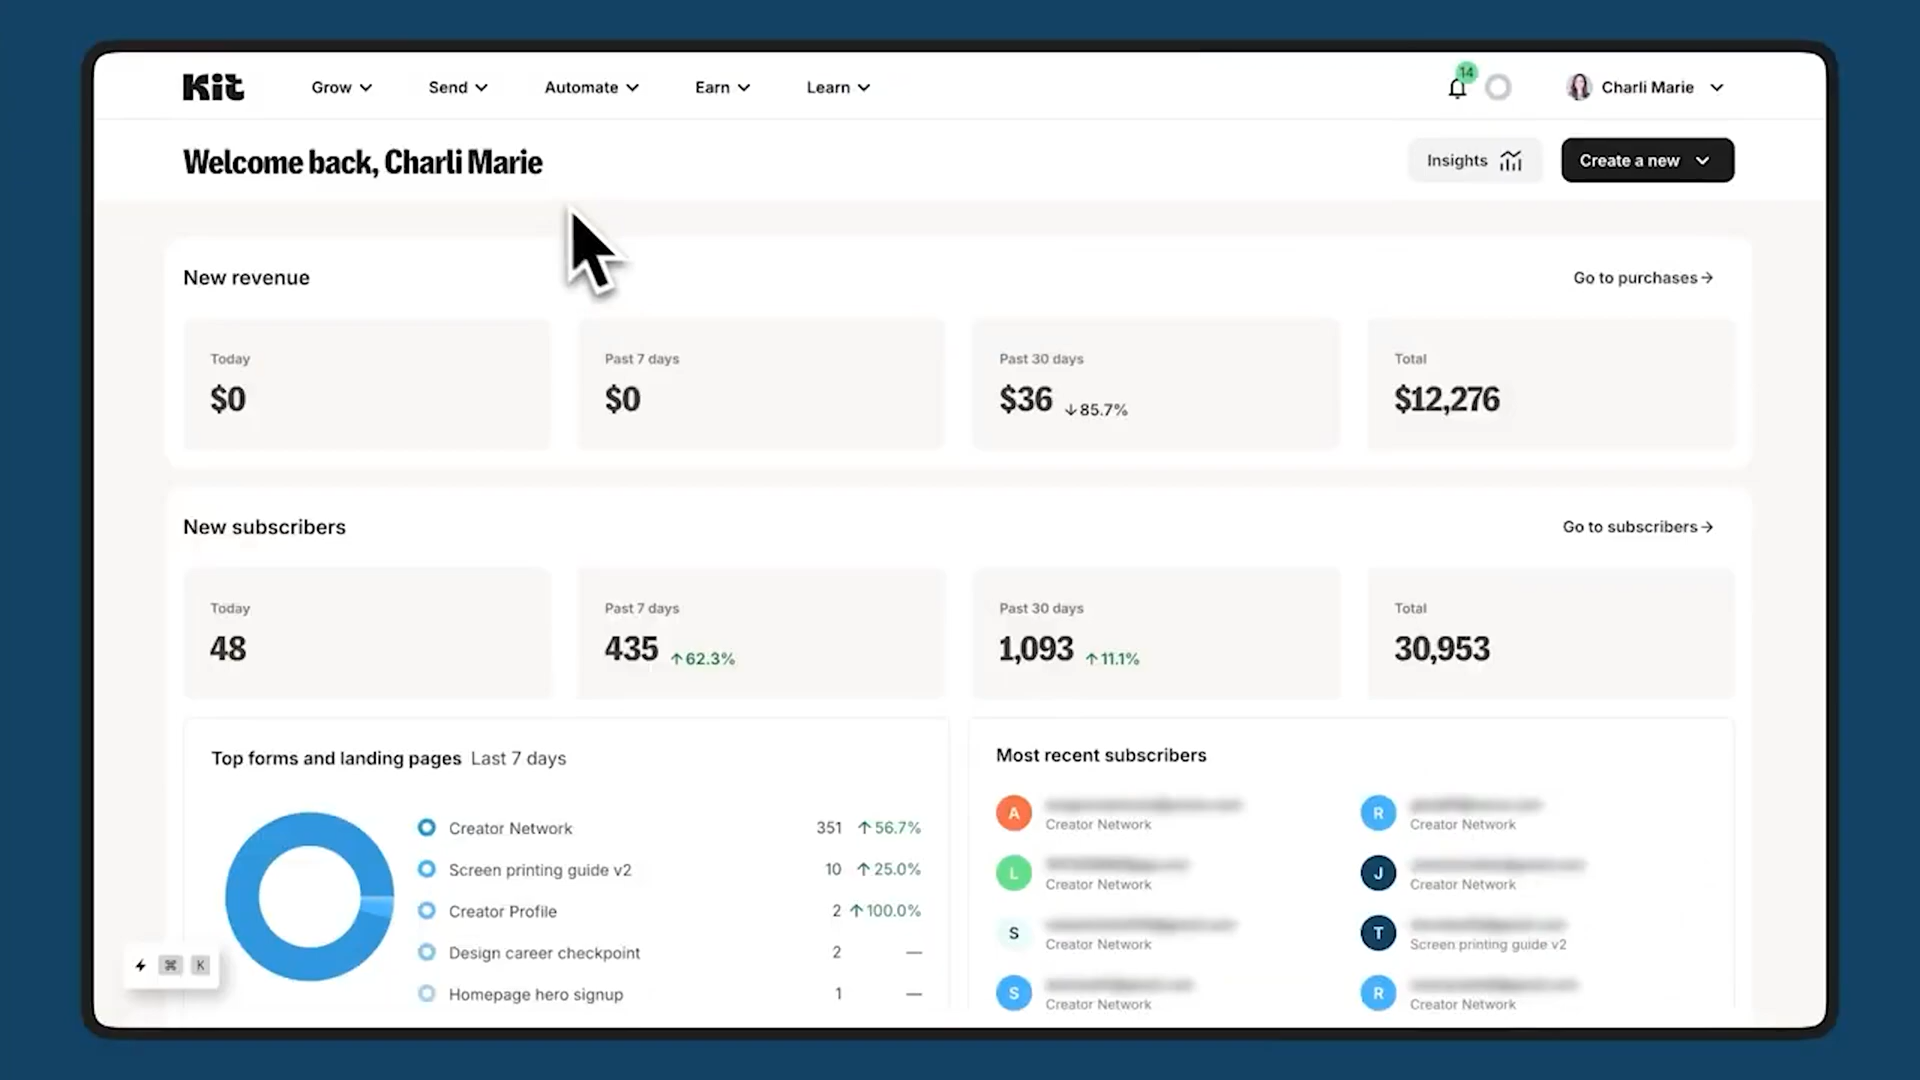 Kit
Grow
Send
Automate
Earn
Learn
14
Charli Marie
Welcome back, Charli Marie
Insights
Create a new
New revenue
Go to purchases→
Today
$0
Past 7 days
$0
Past 30 days
$36 ↓85.7%
Total
$12,276
New subscribers
Go to subscribers→
Today
48
Past 7 days
435 ↑62.3%
Past 30 days
1,093 ↑11.1%
Total
30,953
Top forms and landing pages Last 7 days
Creator Network 351 ↑56.7%
Screen printing guide v2 10 ↑25.0%
Creator Profile 2 ↑100.0%
Design career checkpoint 2 —
Homepage hero signup 1 —
⌘ K
Most recent subscribers
A
Creator Network
R
Creator Network
L
Creator Network
J
Creator Network
S
Creator Network
T
Screen printing guide v2
S
Creator Network
R
Creator Network